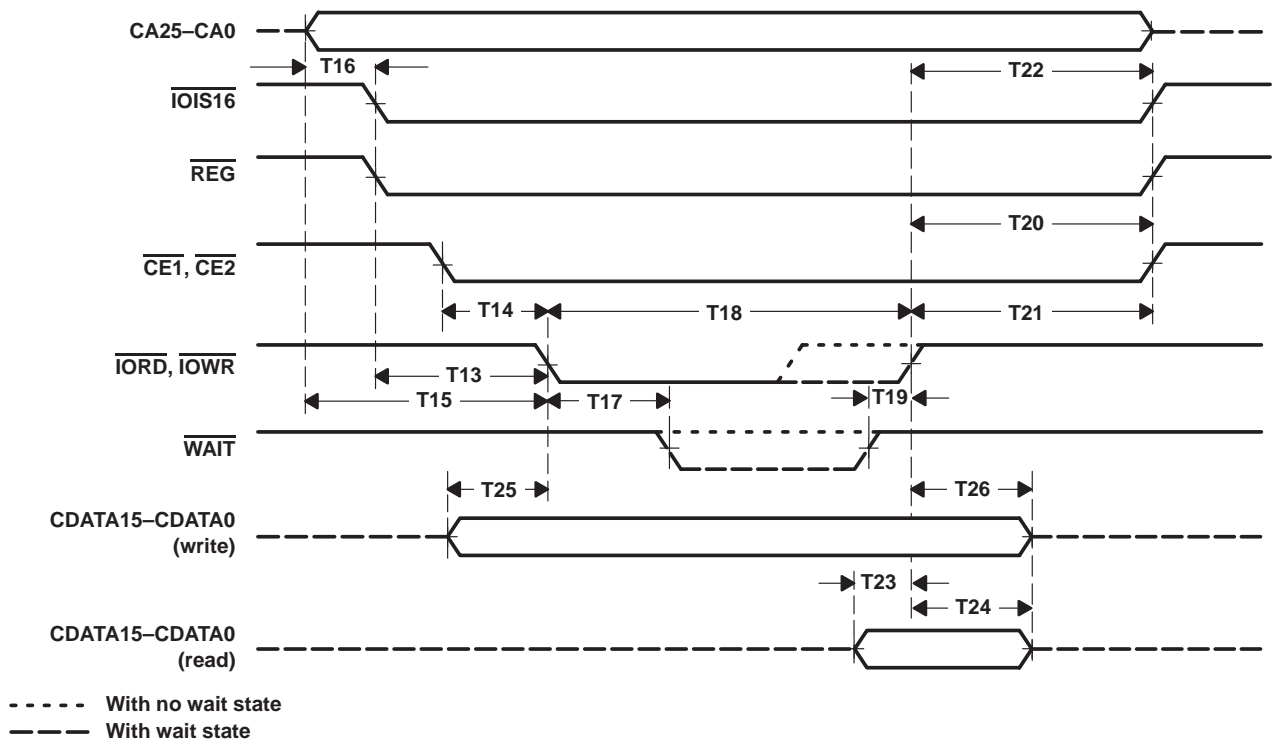 CA25–CA0
T16
T22
IOIS16
REG
T20
CE1, CE2
T14
T18
T21
IORD, IOWR
T13
T19
T15
T17
WAIT
T25
T26
CDATA15–CDATA0
(write)
T23
T24
CDATA15–CDATA0
(read)
With no wait state
With wait state